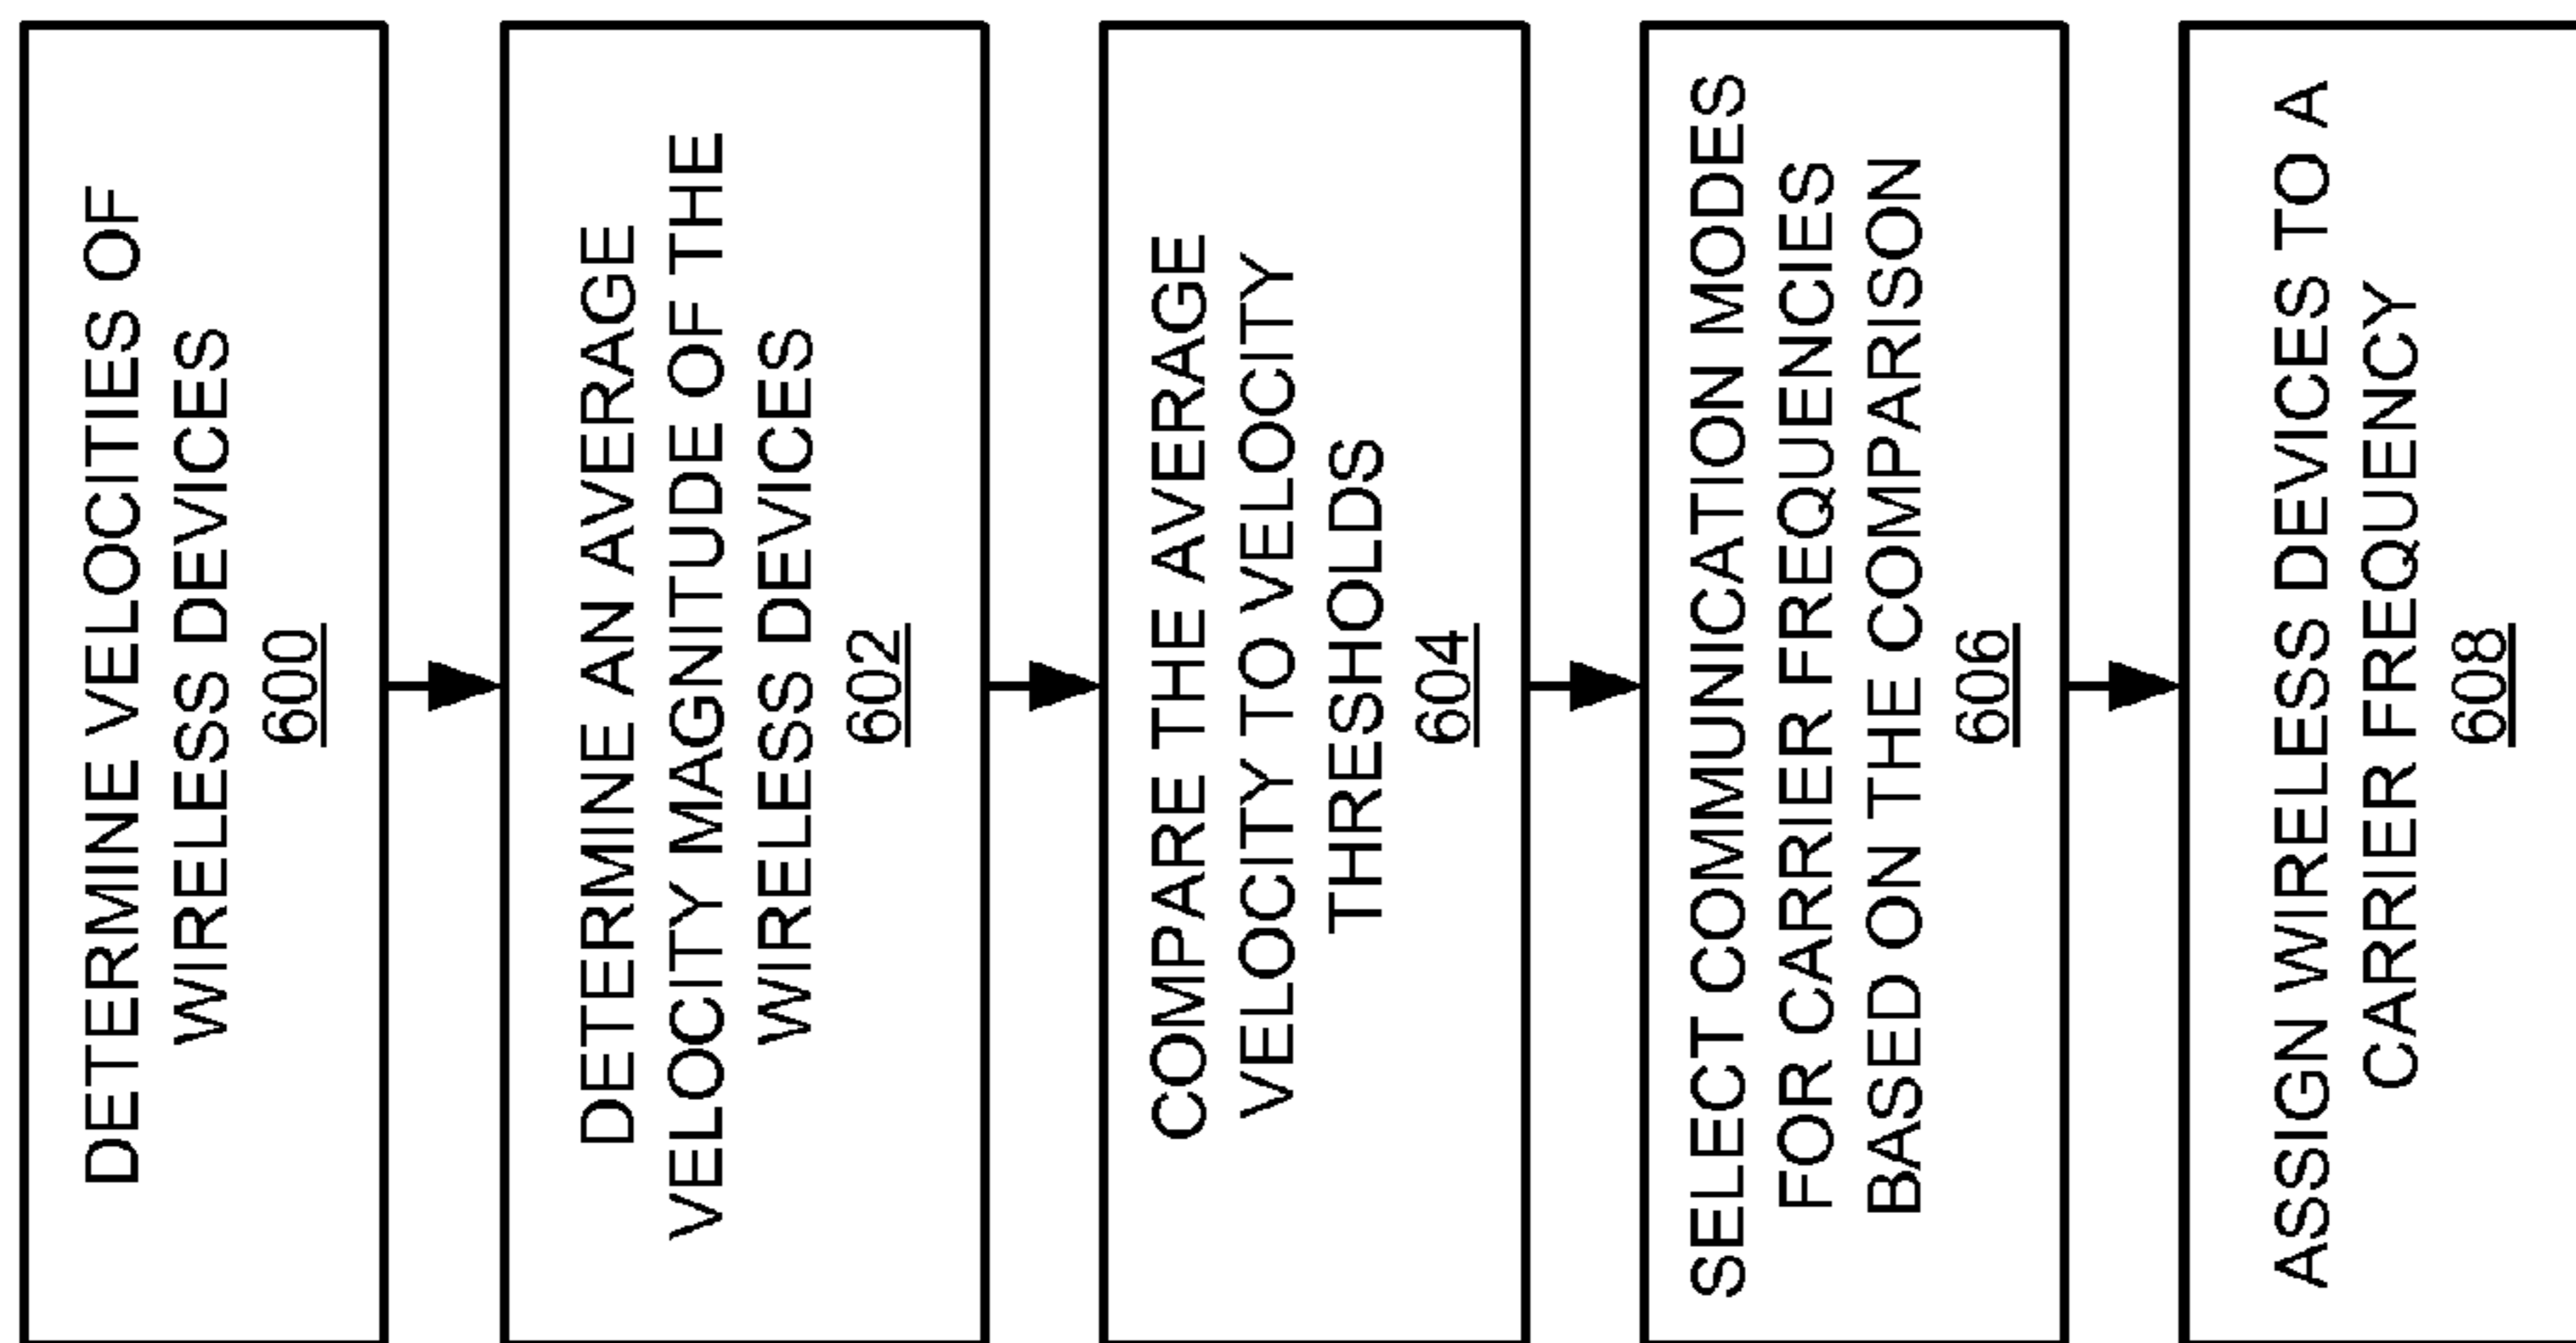 DETERMINE VELOCITIES OF
WIRELESS DEVICES
600
DETERMINE AN AVERAGE
VELOCITY MAGNITUDE OF THE
WIRELESS DEVICES
602
COMPARE THE AVERAGE
VELOCITY TO VELOCITY
THRESHOLDS
604
SELECT COMMUNICATION MODES
FOR CARRIER FREQUENCIES
BASED ON THE COMPARISON
606
ASSIGN WIRELESS DEVICES TO A
CARRIER FREQUENCY
608